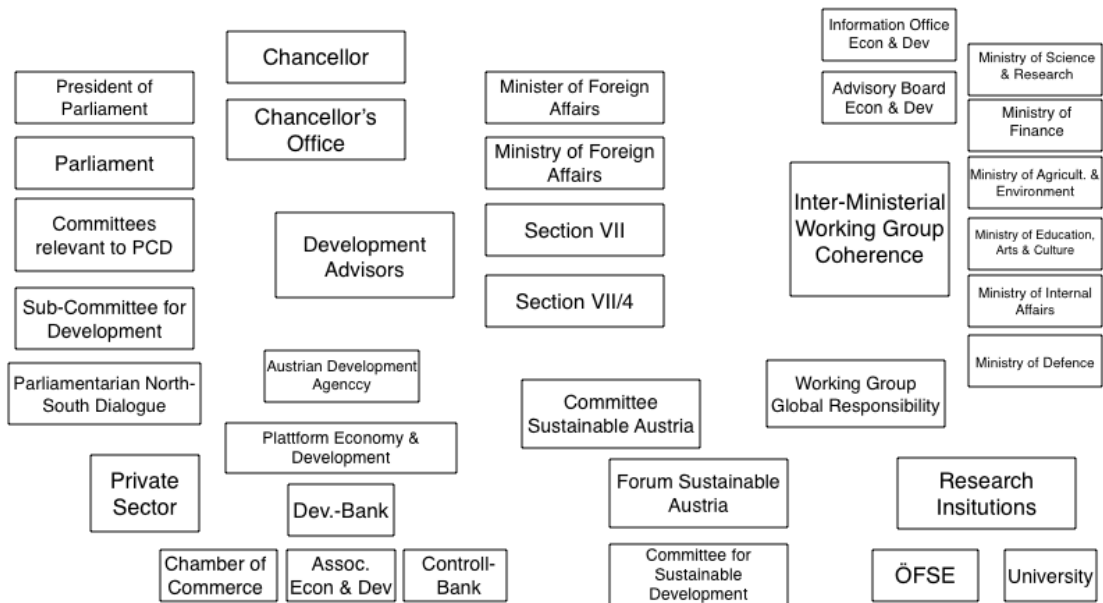 Chancellor
Chancellor's
Office
President of
Parliament
Parliament
Committees
relevant to PCD
Sub-Committee for
Development
Parliamentarian North-
South Dialogue
Development
Advisors
Minister of Foreign
Affairs
Ministry of Foreign
Affairs
Section VII
Section VII/4
Information Office
Econ & Dev
Advisory Board
Econ & Dev
Inter-Ministerial
Working Group
Coherence
Ministry of Science
& Research
Ministry of
Finance
Ministry of Agricult. &
Environment
Ministry of Education,
Arts & Culture
Ministry of Internal
Affairs
Ministry of Defence
Austrian Development
Agenccy
Plattform Economy &
Development
Committee
Sustainable Austria
Working Group
Global Responsibility
Private
Sector
Dev.-Bank
Forum Sustainable
Austria
Research
Insitutions
Chamber of
Commerce
Assoc.
Econ & Dev
Controll-
Bank
Committee for
Sustainable
Development
ÖFSE
University